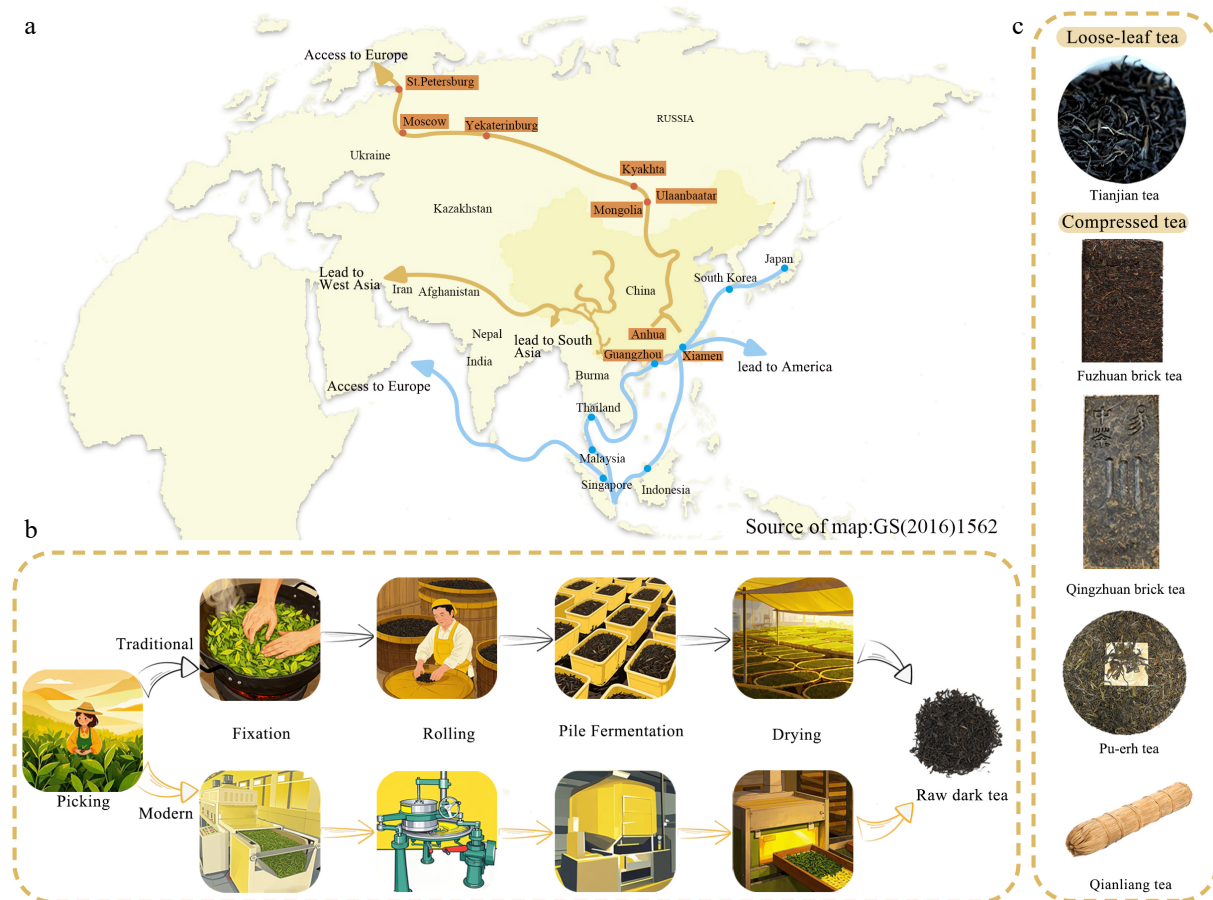 a
Access to Europe
St.Petersburg
Moscow
Yekaterinburg
RUSSIA
Ukraine
Kyakhta
Ulaanbaatar
Mongolia
Kazakhstan
Japan
South Korea
Lead to
West Asia
Iran
Afghanistan
China
Nepal
India
lead to South
Asia
Anhua
Guangzhou
Xiamen
Burma
lead to America
Access to Europe
Thailand
Malaysia
Singapore
Indonesia
Source of map:GS(2016)1562
b
Traditional
Picking
Modern
Fixation
Rolling
Pile Fermentation
Drying
Raw dark tea
c
Loose-leaf tea
Tianjian tea
Compressed tea
Fuzhuan brick tea
川
Qingzhuan brick tea
Pu-erh tea
Qianliang tea